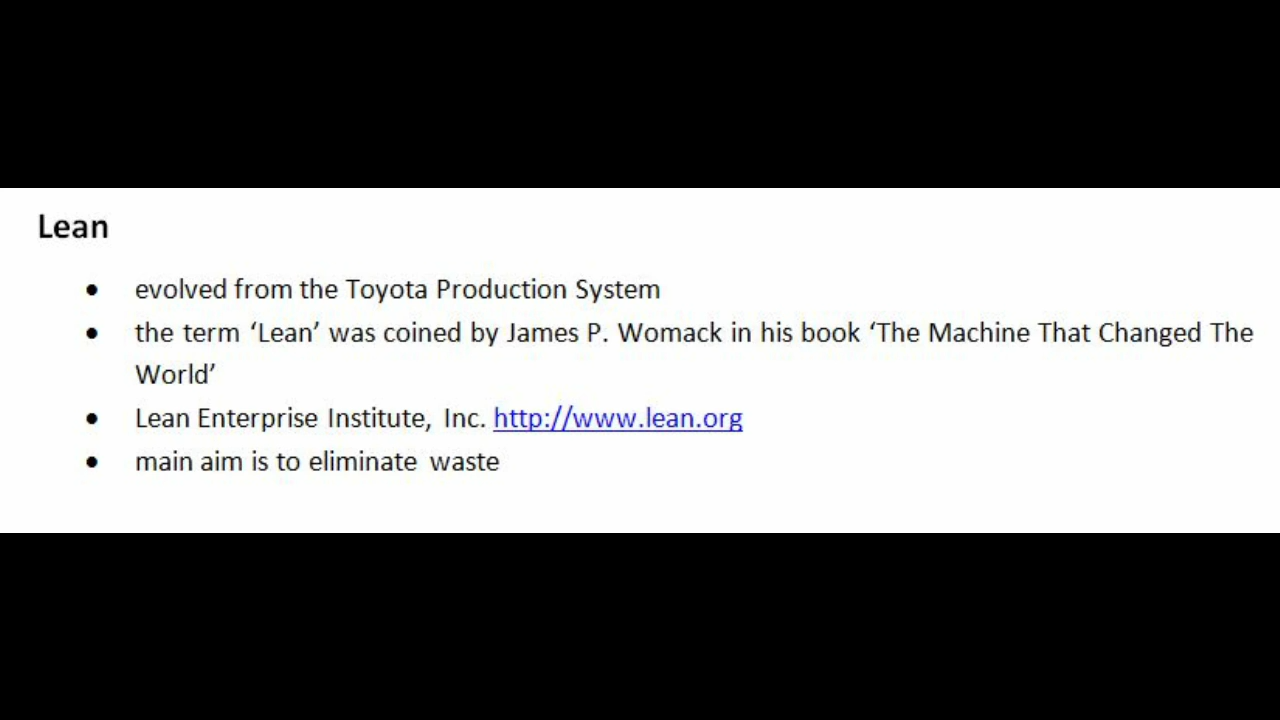 Lean
• evolved from the Toyota Production System
• the term ‘Lean’ was coined by James P. Womack in his book ‘The Machine That Changed The
World’
• Lean Enterprise Institute, Inc. http://www.lean.org
• main aim is to eliminate waste